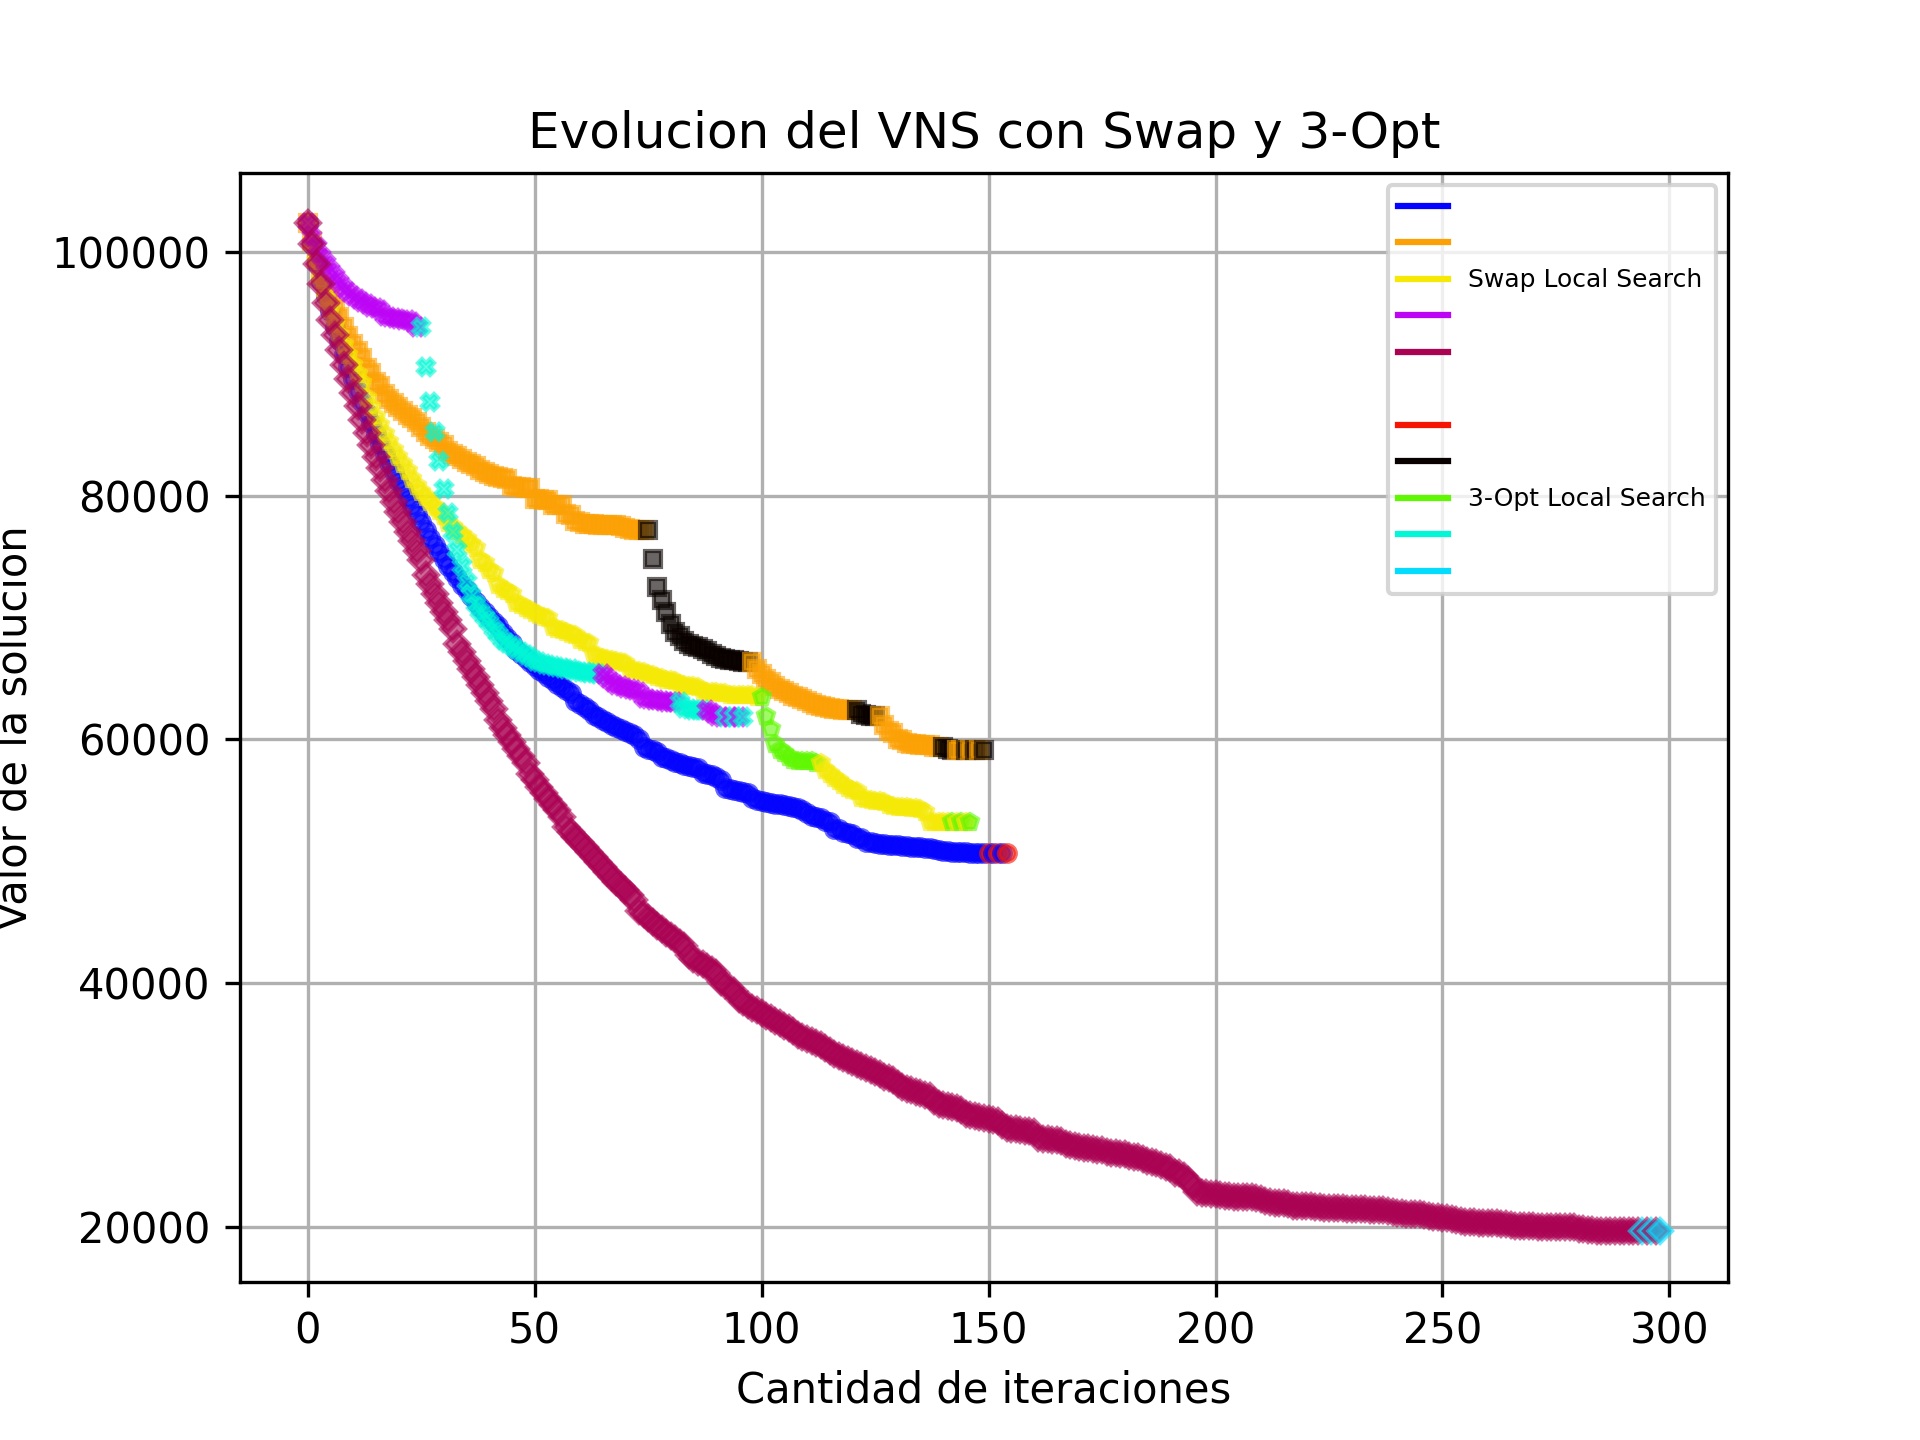 Evolucion del VNS con Swap y 3-Opt
Valor de la solucion
100000
80000
60000
40000
20000
Swap Local Search
3-Opt Local Search
0 50 100 150 200 250 300
Cantidad de iteraciones